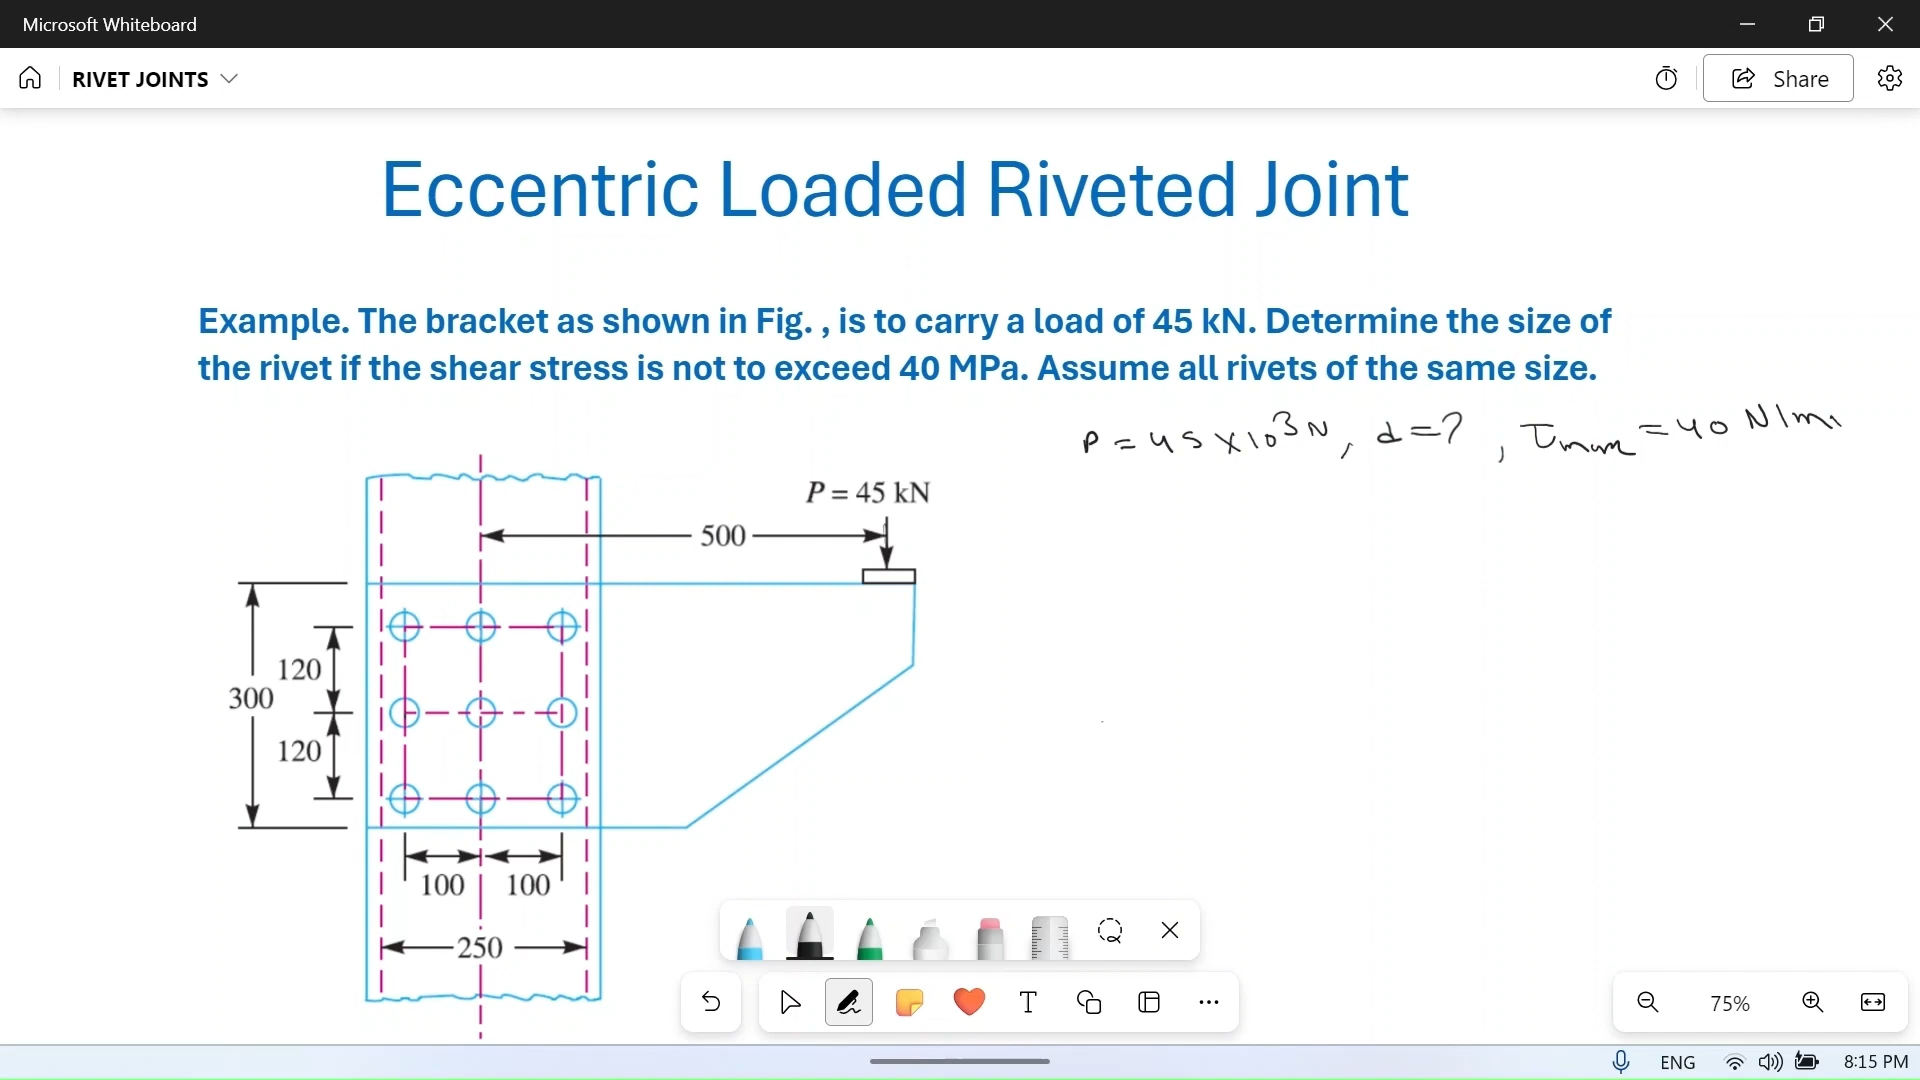 Microsoft Whiteboard
RIVET JOINTS
Share
Eccentric Loaded Riveted Joint
Example. The bracket as shown in Fig. , is to carry a load of 45 kN. Determine the size of
the rivet if the shear stress is not to exceed 40 MPa. Assume all rivets of the same size.
P = 45 ×10³ N, d = ? , τmax = 40 N/m
P = 45 kN
500
120
300
120
100 100
250
T
75%
ENG 8:15 PM